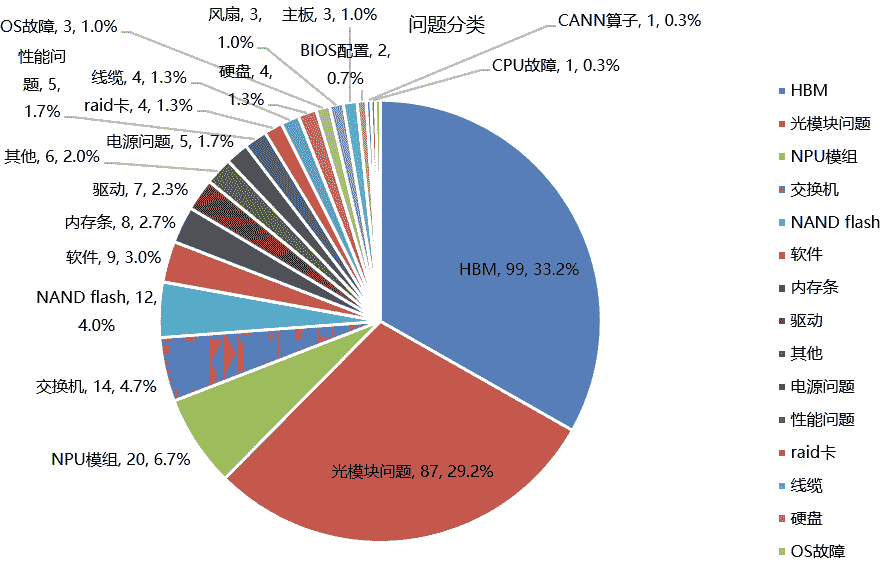 问题分类
OS故障, 3, 1.0%
风扇, 3,
1.0%
主板, 3, 1.0%
CANN算子, 1, 0.3%
性能问
题, 5,
1.7%
线缆, 4, 1.3%
硬盘, 4,
1.3%
BIOS配置, 2,
0.7%
CPU故障, 1, 0.3%
raid卡, 4, 1.3%
电源问题, 5, 1.7%
其他, 6, 2.0%
驱动, 7, 2.3%
内存条, 8, 2.7%
软件, 9, 3.0%
NAND flash, 12,
4.0%
交换机, 14, 4.7%
NPU模组, 20, 6.7%
光模块问题, 87, 29.2%
HBM, 99, 33.2%
HBM
光模块问题
NPU模组
交换机
NAND flash
软件
内存条
驱动
其他
电源问题
性能问题
raid卡
线缆
硬盘
OS故障